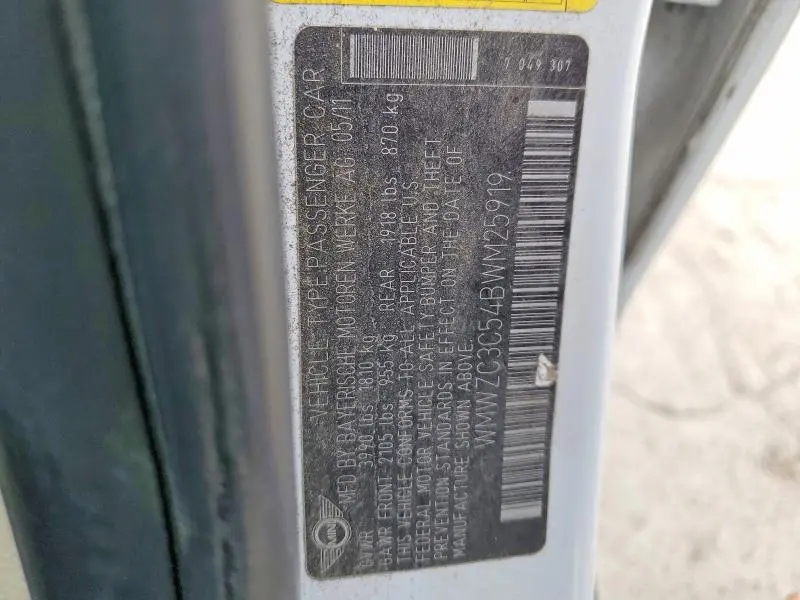 VEHICLE TYPE:PASSENGER CAR
MFD BY BAYERISCHE MOTOREN WERKE AG 05/11
GVWR 3990 lbs 1810 kg
GAWR FRONT 2105 lbs 955 kg REAR 1918 lbs 870 kg
THIS VEHICLE CONFORMS TO ALL APPLICABLE U.S.
FEDERAL MOTOR VEHICLE SAFETY,BUMPER AND THEFT
PREVENTION STANDARDS IN EFFECT ON THE DATE OF
MANUFACTURE SHOWN ABOVE.
WMWZC3C54BWM25919
7 049 307
MINI